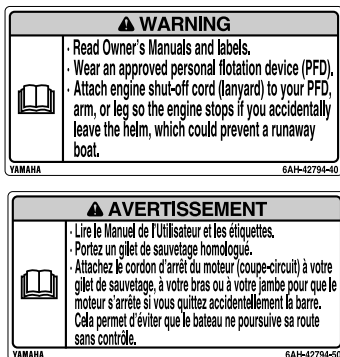 WARNING
· Read Owner's Manuals and labels.
· Wear an approved personal flotation device (PFD).
· Attach engine shut-off cord (lanyard) to your PFD,
arm, or leg so the engine stops if you accidentally
leave the helm, which could prevent a runaway
boat.
YAMAHA 6AH-42794-40
AVERTISSEMENT
· Lire le Manuel de l'Utilisateur et les étiquettes.
· Portez un gilet de sauvetage homologué.
· Attachez le cordon d'arrêt du moteur (coupe-circuit) à votre
gilet de sauvetage, à votre bras ou à votre jambe pour que le
moteur s'arrête si vous quittez accidentellement la barre.
Cela permet d'éviter que le bateau ne poursuive sa route
sans contrôle.
YAMAHA 6AH-42794-50